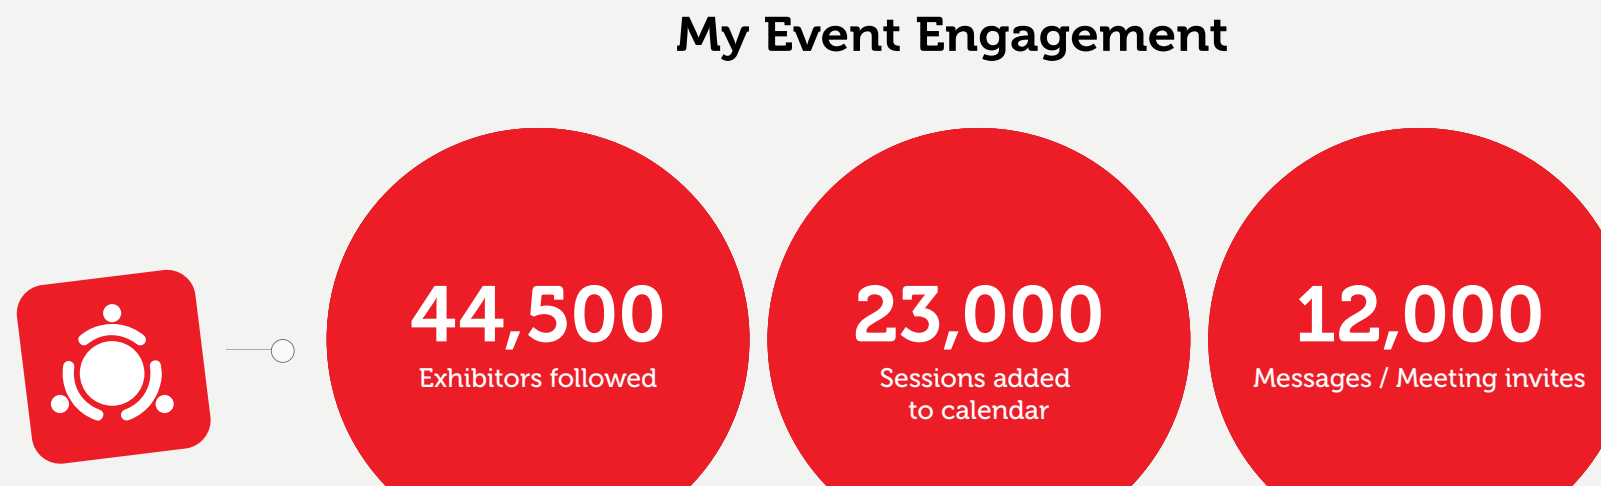 My Event Engagement
44,500
Exhibitors followed
23,000
Sessions added
to calendar
12,000
Messages / Meeting invites